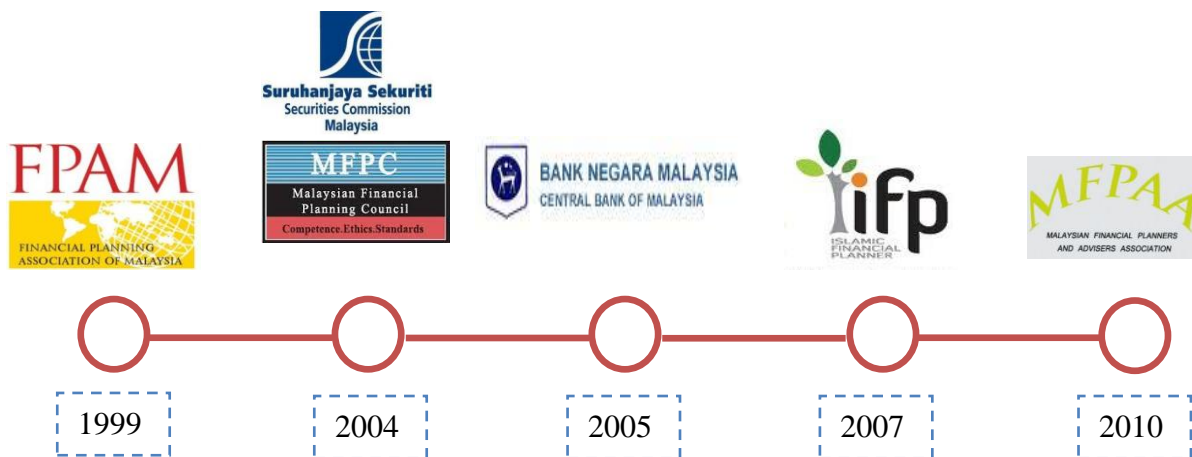 FPAM
FINANCIAL PLANNING
ASSOCIATION OF MALAYSIA
Suruhanjaya Sekuriti
Securities Commission
Malaysia
MFPC
Malaysian Financial
Planning Council
Competence.Ethics.Standards
BANK NEGARA MALAYSIA
CENTRAL BANK OF MALAYSIA
ifp
ISLAMIC
FINANCIAL
PLANNER
MFPAA
MALAYSIAN FINANCIAL PLANNERS
AND ADVISERS ASSOCIATION
1999
2004
2005
2007
2010